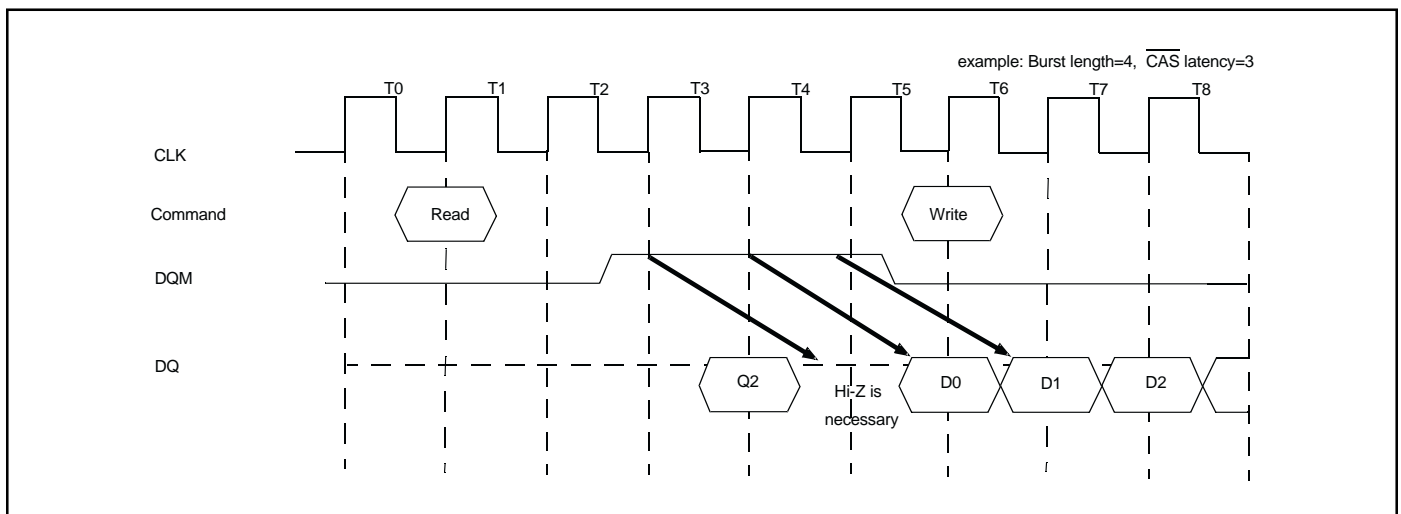 example: Burst length=4, CAS latency=3
T0 T1 T2 T3 T4 T5 T6 T7 T8
CLK
Command Read Write
DQM
DQ Q2 Hi-Z is D0 D1 D2
necessary